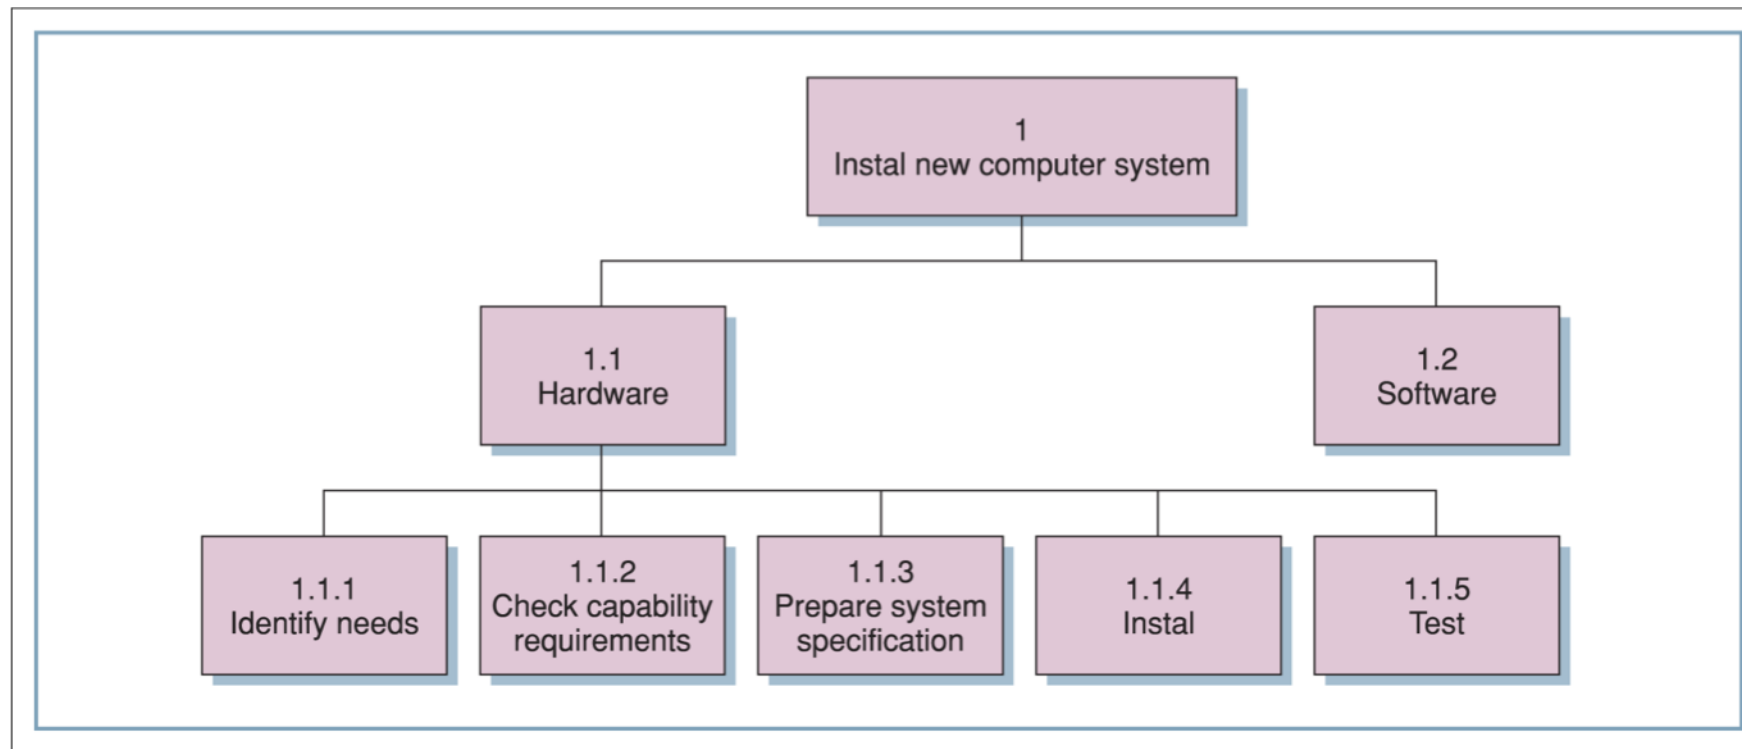 1
Instal new computer system
1.1
Hardware
1.2
Software
1.1.1
Identify needs
1.1.2
Check capability
requirements
1.1.3
Prepare system
specification
1.1.4
Instal
1.1.5
Test